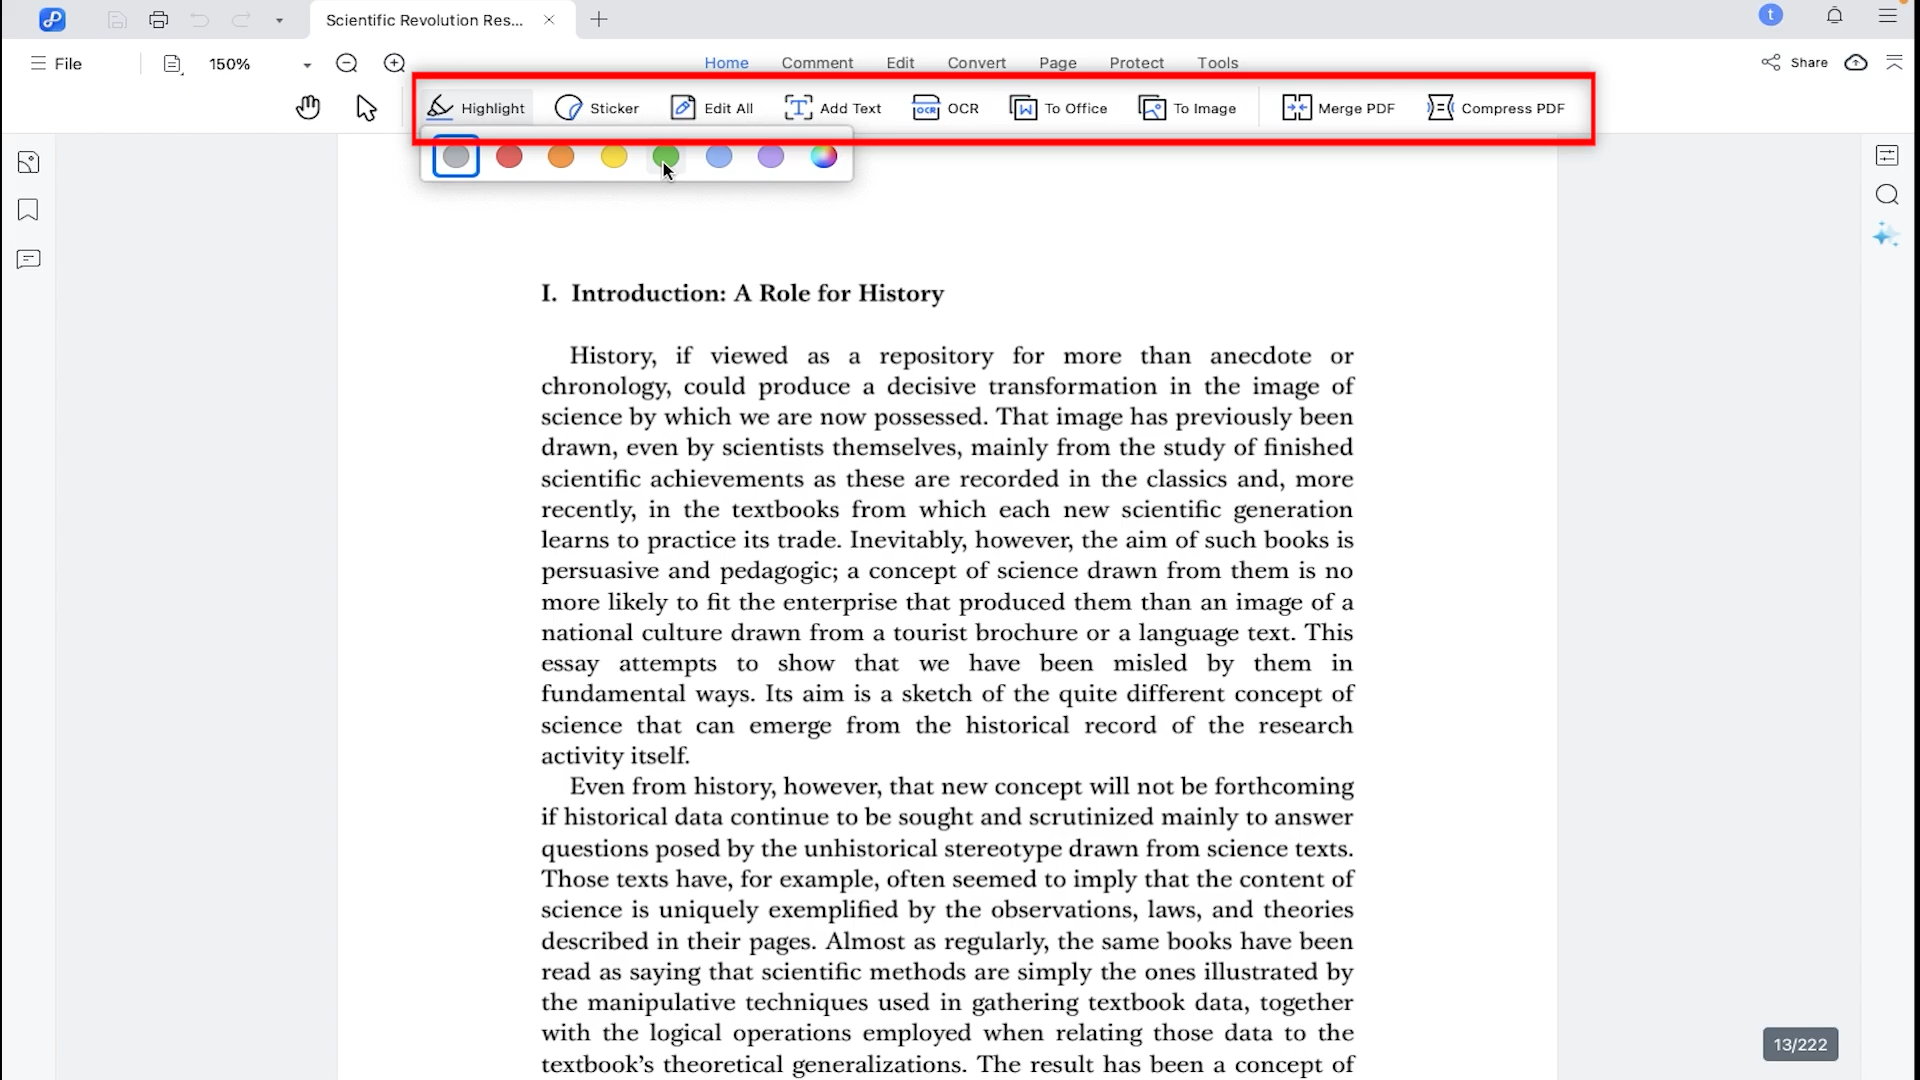 Scientific Revolution Res...
t
File
150%
Home Comment Edit Convert Page Protect Tools
Share
Highlight Sticker Edit All Add Text OCR To Office To Image Merge PDF Compress PDF
I. Introduction: A Role for History
History, if viewed as a repository for more than anecdote or
chronology, could produce a decisive transformation in the image of
science by which we are now possessed. That image has previously been
drawn, even by scientists themselves, mainly from the study of finished
scientific achievements as these are recorded in the classics and, more
recently, in the textbooks from which each new scientific generation
learns to practice its trade. Inevitably, however, the aim of such books is
persuasive and pedagogic; a concept of science drawn from them is no
more likely to fit the enterprise that produced them than an image of a
national culture drawn from a tourist brochure or a language text. This
essay attempts to show that we have been misled by them in
fundamental ways. Its aim is a sketch of the quite different concept of
science that can emerge from the historical record of the research
activity itself.
Even from history, however, that new concept will not be forthcoming
if historical data continue to be sought and scrutinized mainly to answer
questions posed by the unhistorical stereotype drawn from science texts.
Those texts have, for example, often seemed to imply that the content of
science is uniquely exemplified by the observations, laws, and theories
described in their pages. Almost as regularly, the same books have been
read as saying that scientific methods are simply the ones illustrated by
the manipulative techniques used in gathering textbook data, together
with the logical operations employed when relating those data to the
textbook's theoretical generalizations. The result has been a concept of
13/222